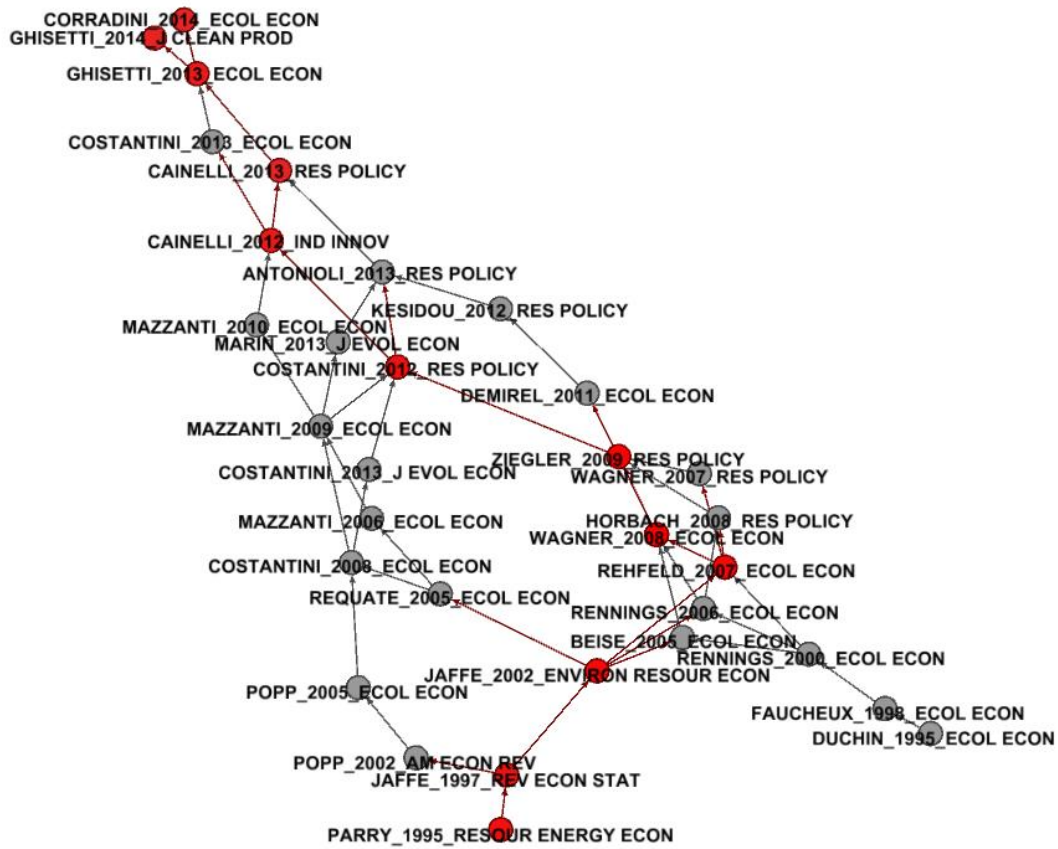 CORRADINI_2014_ECOL ECON
GHISETTI_2014_J CLEAN PROD
GHISETTI_2013_ECOL ECON
COSTANTINI_2013_ECOL ECON
CAINELLI_2013_RES POLICY
CAINELLI_2012_IND INNOV
ANTONIOLI_2013_RES POLICY
KESIDOU_2012_RES POLICY
MAZZANTI_2010_ECOL ECON
MARIN_2013_J EVOL ECON
COSTANTINI_2012_RES POLICY
DEMIREL_2011_ECOL ECON
MAZZANTI_2009_ECOL ECON
ZIEGLER_2009_RES POLICY
COSTANTINI_2013_J EVOL ECON
WAGNER_2007_RES POLICY
MAZZANTI_2006_ECOL ECON
HORBACH_2008_RES POLICY
WAGNER_2008_ECOL ECON
COSTANTINI_2008_ECOL ECON
REHFELD_2007_ECOL ECON
REQUATE_2005_ECOL ECON
RENNINGS_2006_ECOL ECON
BEISE_2005_ECOL ECON
RENNINGS_2000_ECOL ECON
JAFFE_2002_ENVIRON RESOUR ECON
POPP_2005_ECOL ECON
FAUCHEUX_1998_ECOL ECON
DUCHIN_1995_ECOL ECON
POPP_2002_AM ECON REV
JAFFE_1997_REV ECON STAT
PARRY_1995_RESOUR ENERGY ECON